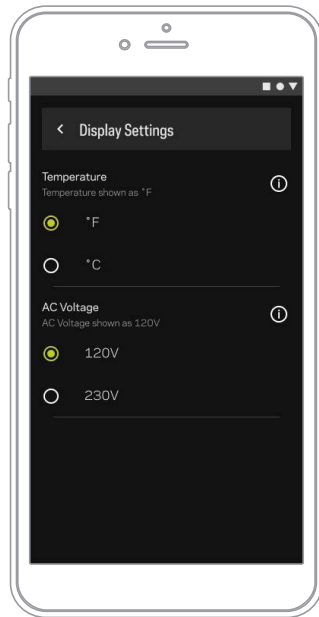 Display Settings
Temperature
Temperature shown as °F
°F
°C
AC Voltage
AC Voltage shown as 120V
120V
230V